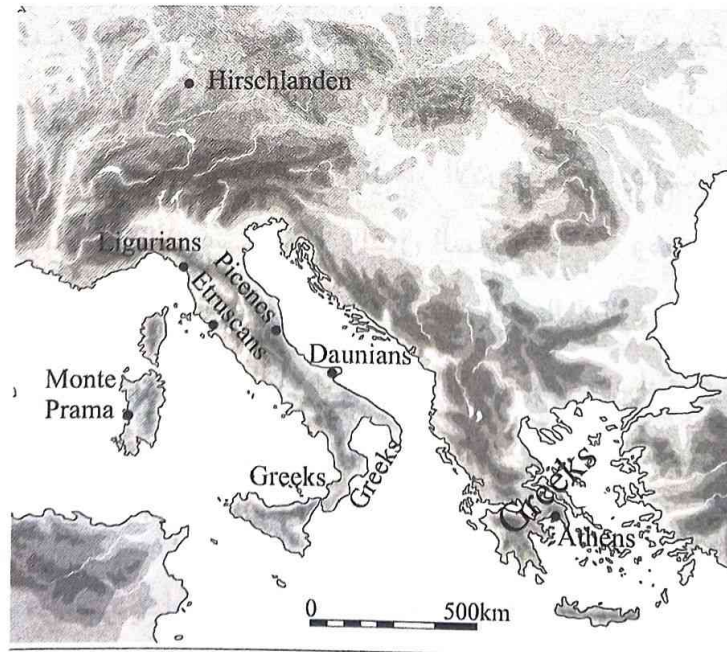 Hirschlanden
Ligurians
Etruscans
Picenes
Daunians
Monte
Prama
Greeks
Greeks
Greeks
Athens
0 500km